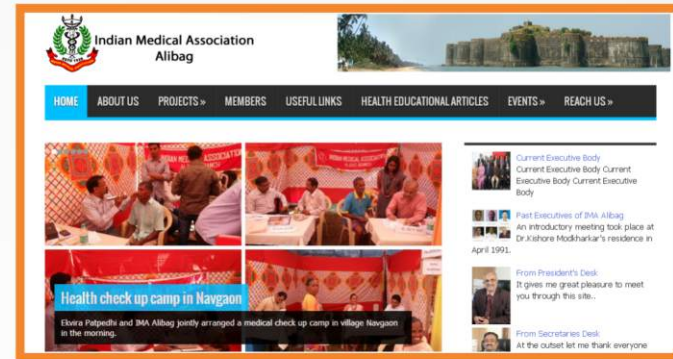 Indian Medical Association
Alibag
HOME ABOUT US PROJECTS » MEMBERS USEFUL LINKS HEALTH EDUCATIONAL ARTICLES EVENTS » REACH US »
Health check up camp in Navgaon
Ekvira Patpedhi and IMA Alibag jointly arranged a medical check up camp in village Navgaon
in the morning.
Current Executive Body
Current Executive Body Current
Executive Body Current Executive
Body
Past Executives of IMA Alibag
An introductory meeting took place at
Dr.Kishore Modkharkar's residence in
April 1991.
From President's Desk
It gives me great pleasure to meet
you through this site..
From Secretaries Desk
At the outset let me thank everyone